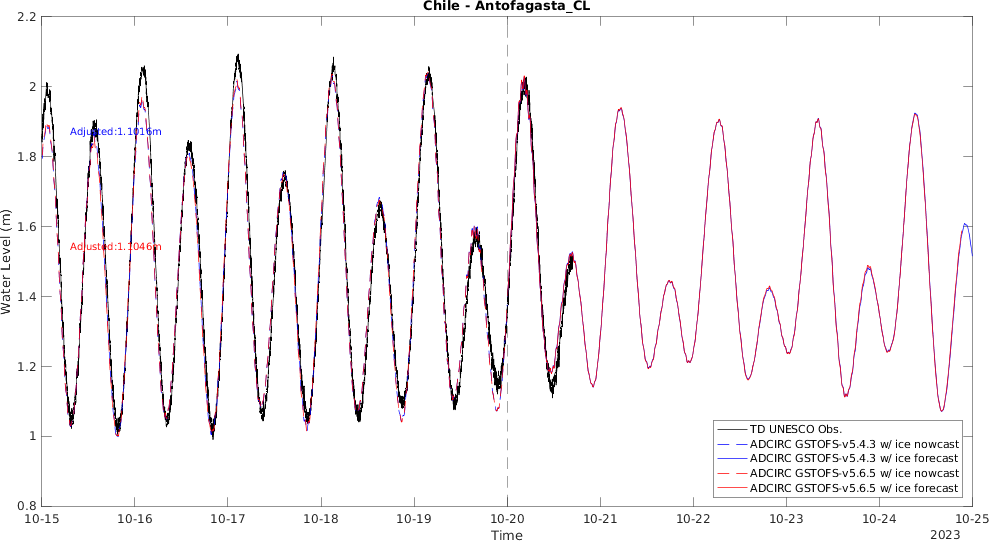 Chile - Antofagasta_CL
2.2
2
1.8
1.6
1.4
1.2
1
0.8
Water Level (m)
Adjusted:1.1016m
Adjusted:1.1046m
TD UNESCO Obs.
ADCIRC GSTOFS-v5.4.3 w/ ice nowcast
ADCIRC GSTOFS-v5.4.3 w/ ice forecast
ADCIRC GSTOFS-v5.6.5 w/ ice nowcast
ADCIRC GSTOFS-v5.6.5 w/ ice forecast
10-15 10-16 10-17 10-18 10-19 10-20 10-21 10-22 10-23 10-24 10-25
Time
2023